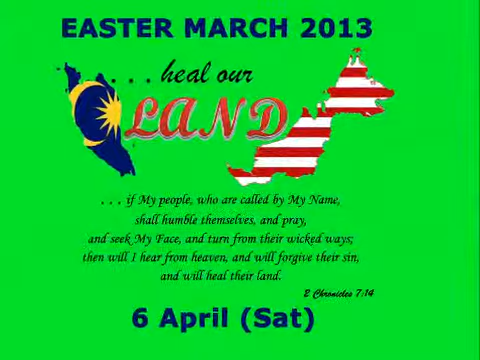 EASTER MARCH 2013
. . . heal our
LAND
. . . if My people, who are called by My Name,
shall humble themselves, and pray,
and seek My Face, and turn from their wicked ways;
then will I hear from heaven, and will forgive their sin,
and will heal their land.
2 Chronicles 7:14
6 April (Sat)